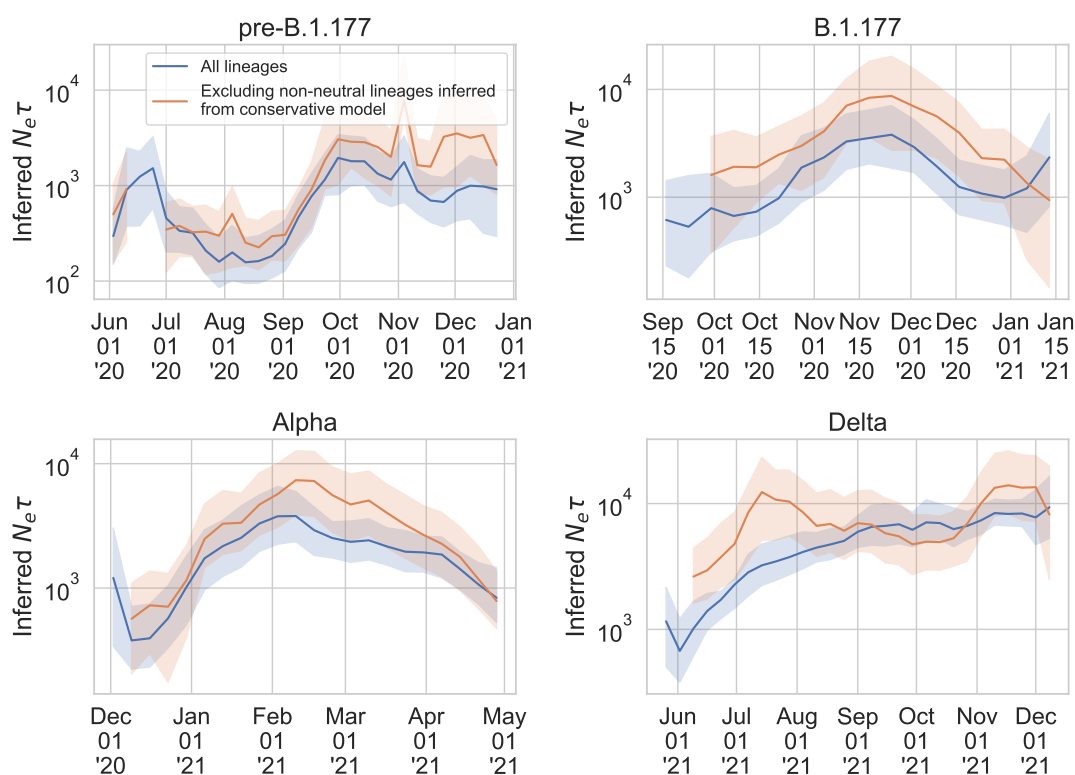 pre-B.1.177
All lineages
Excluding non-neutral lineages inferred
from conservative model
Inferred Neτ
10^4
10^3
10^2
Jun Jul Aug Sep Oct Nov Dec Jan
01 01 01 01 01 01 01 01
'20 '20 '20 '20 '20 '20 '20 '21
B.1.177
Inferred Neτ
10^4
10^3
Sep Oct Oct Nov Nov Dec Dec Jan Jan
15 01 15 01 15 01 15 01 15
'20 '20 '20 '20 '20 '20 '20 '21 '21
Alpha
Inferred Neτ
10^4
10^3
Dec Jan Feb Mar Apr May
01 01 01 01 01 01
'20 '21 '21 '21 '21 '21
Delta
Inferred Neτ
10^4
10^3
Jun Jul Aug Sep Oct Nov Dec
01 01 01 01 01 01 01
'21 '21 '21 '21 '21 '21 '21